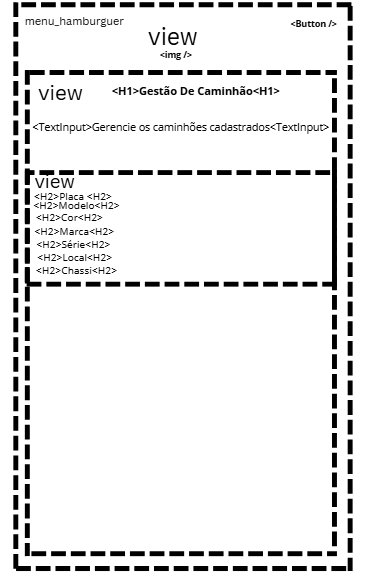 menu_hamburguer
<Button />
view
<img />
view
<H1>Gestão De Caminhão<H1>
<TextInput>Gerencie os caminhões cadastrados<TextInput>
view
<H2>Placa <H2>
<H2>Modelo<H2>
<H2>Cor<H2>
<H2>Marca<H2>
<H2>Série<H2>
<H2>Local<H2>
<H2>Chassi<H2>